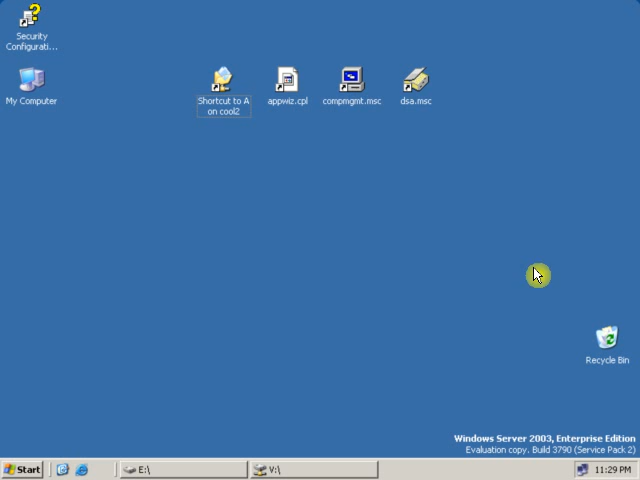 Security
Configurati...
My Computer
Shortcut to A
on cool2
appwiz.cpl
compmgmt.msc
dsa.msc
Recycle Bin
Windows Server 2003, Enterprise Edition
Evaluation copy. Build 3790 (Service Pack 2)
Start
E:\
V:\
11:29 PM